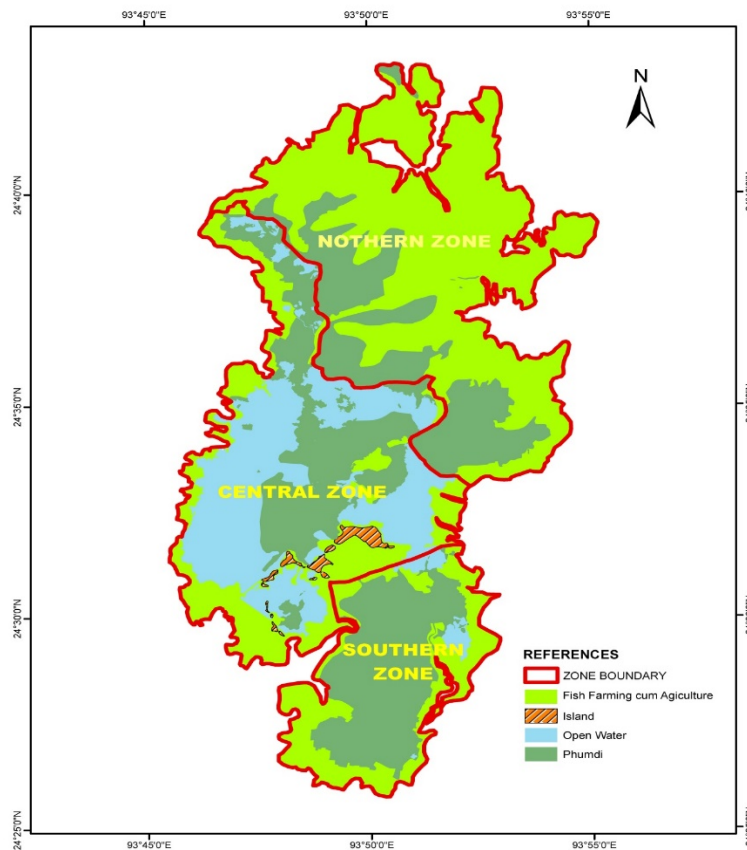 93°45'0"E 93°50'0"E 93°55'0"E
N
24°40'0"N
NOTHERN ZONE
24°35'0"N
CENTRAL ZONE
24°30'0"N
SOUTHERN
ZONE
REFERENCES
ZONE BOUNDARY
Fish Farming cum Agiculture
Island
Open Water
Phumdi
24°25'0"N
93°45'0"E 93°50'0"E 93°55'0"E